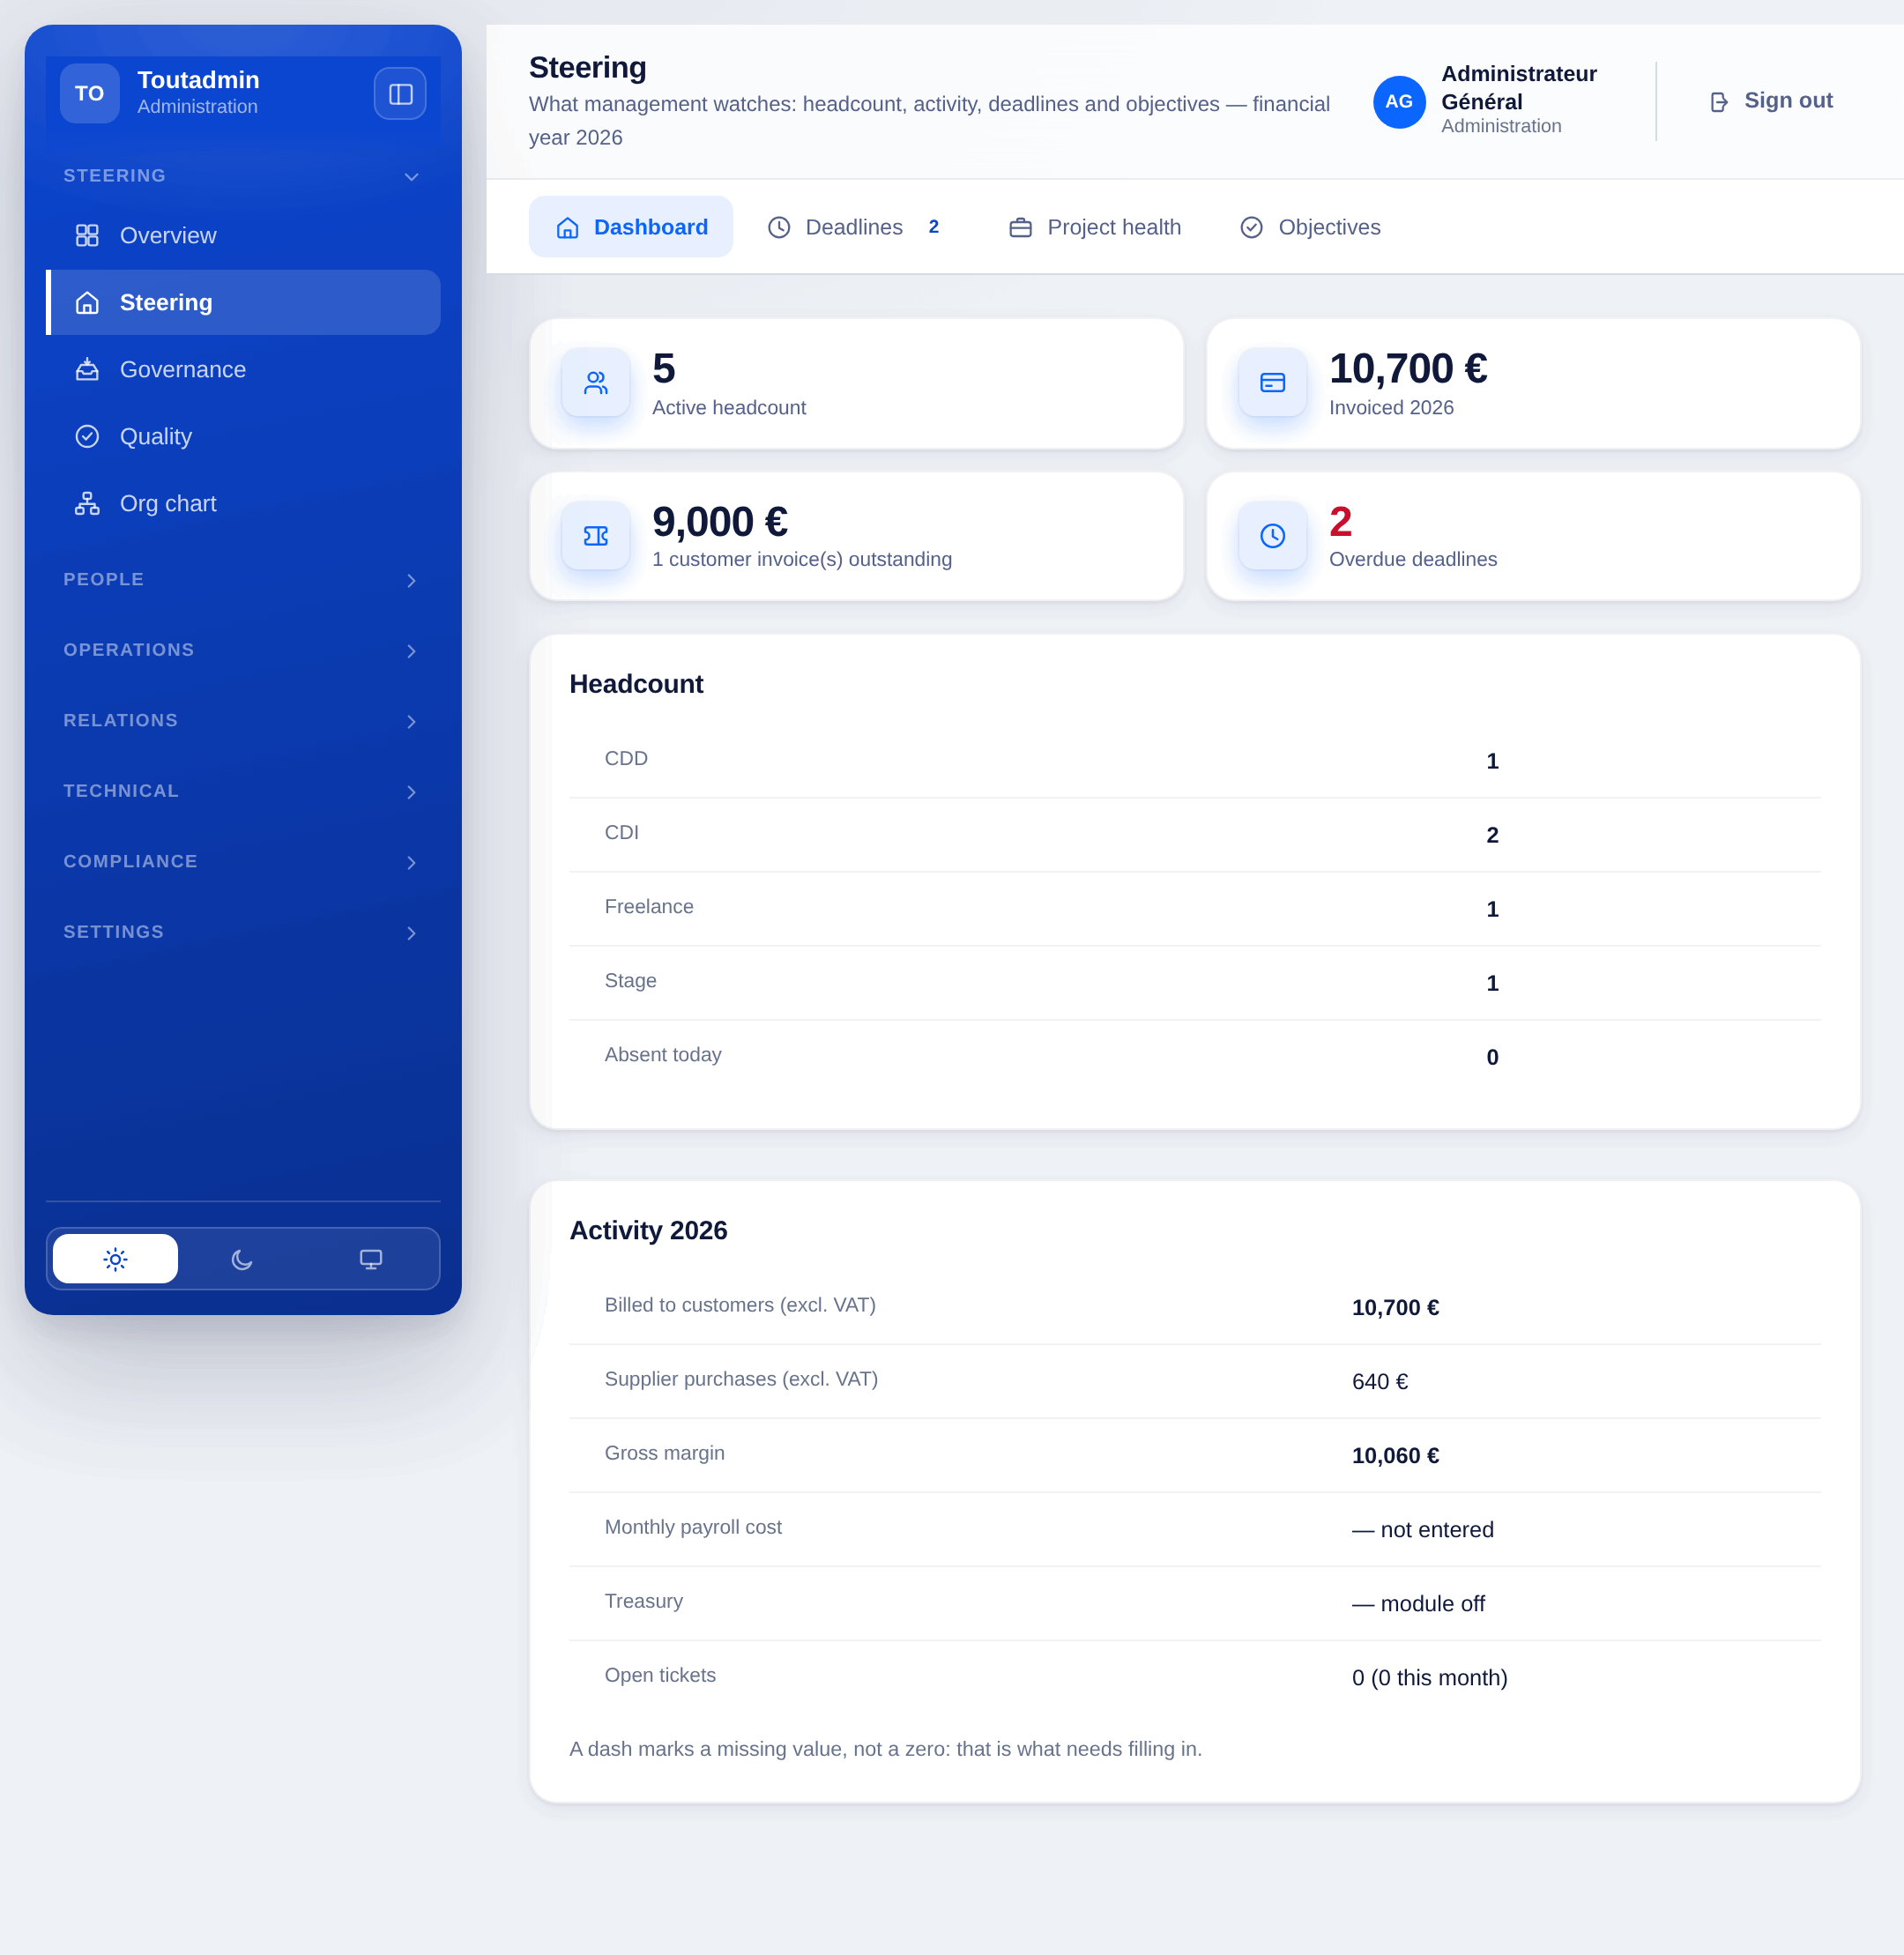 TO
Toutadmin
Administration
STEERING
Overview
Steering
Governance
Quality
Org chart
PEOPLE
OPERATIONS
RELATIONS
TECHNICAL
COMPLIANCE
SETTINGS
Steering
What management watches: headcount, activity, deadlines and objectives — financial
year 2026
AG
Administrateur
Général
Administration
Sign out
Dashboard
Deadlines 2
Project health
Objectives
5
Active headcount
10,700 €
Invoiced 2026
9,000 €
1 customer invoice(s) outstanding
2
Overdue deadlines
Headcount
CDD 1
CDI 2
Freelance 1
Stage 1
Absent today 0
Activity 2026
Billed to customers (excl. VAT) 10,700 €
Supplier purchases (excl. VAT) 640 €
Gross margin 10,060 €
Monthly payroll cost — not entered
Treasury — module off
Open tickets 0 (0 this month)
A dash marks a missing value, not a zero: that is what needs filling in.